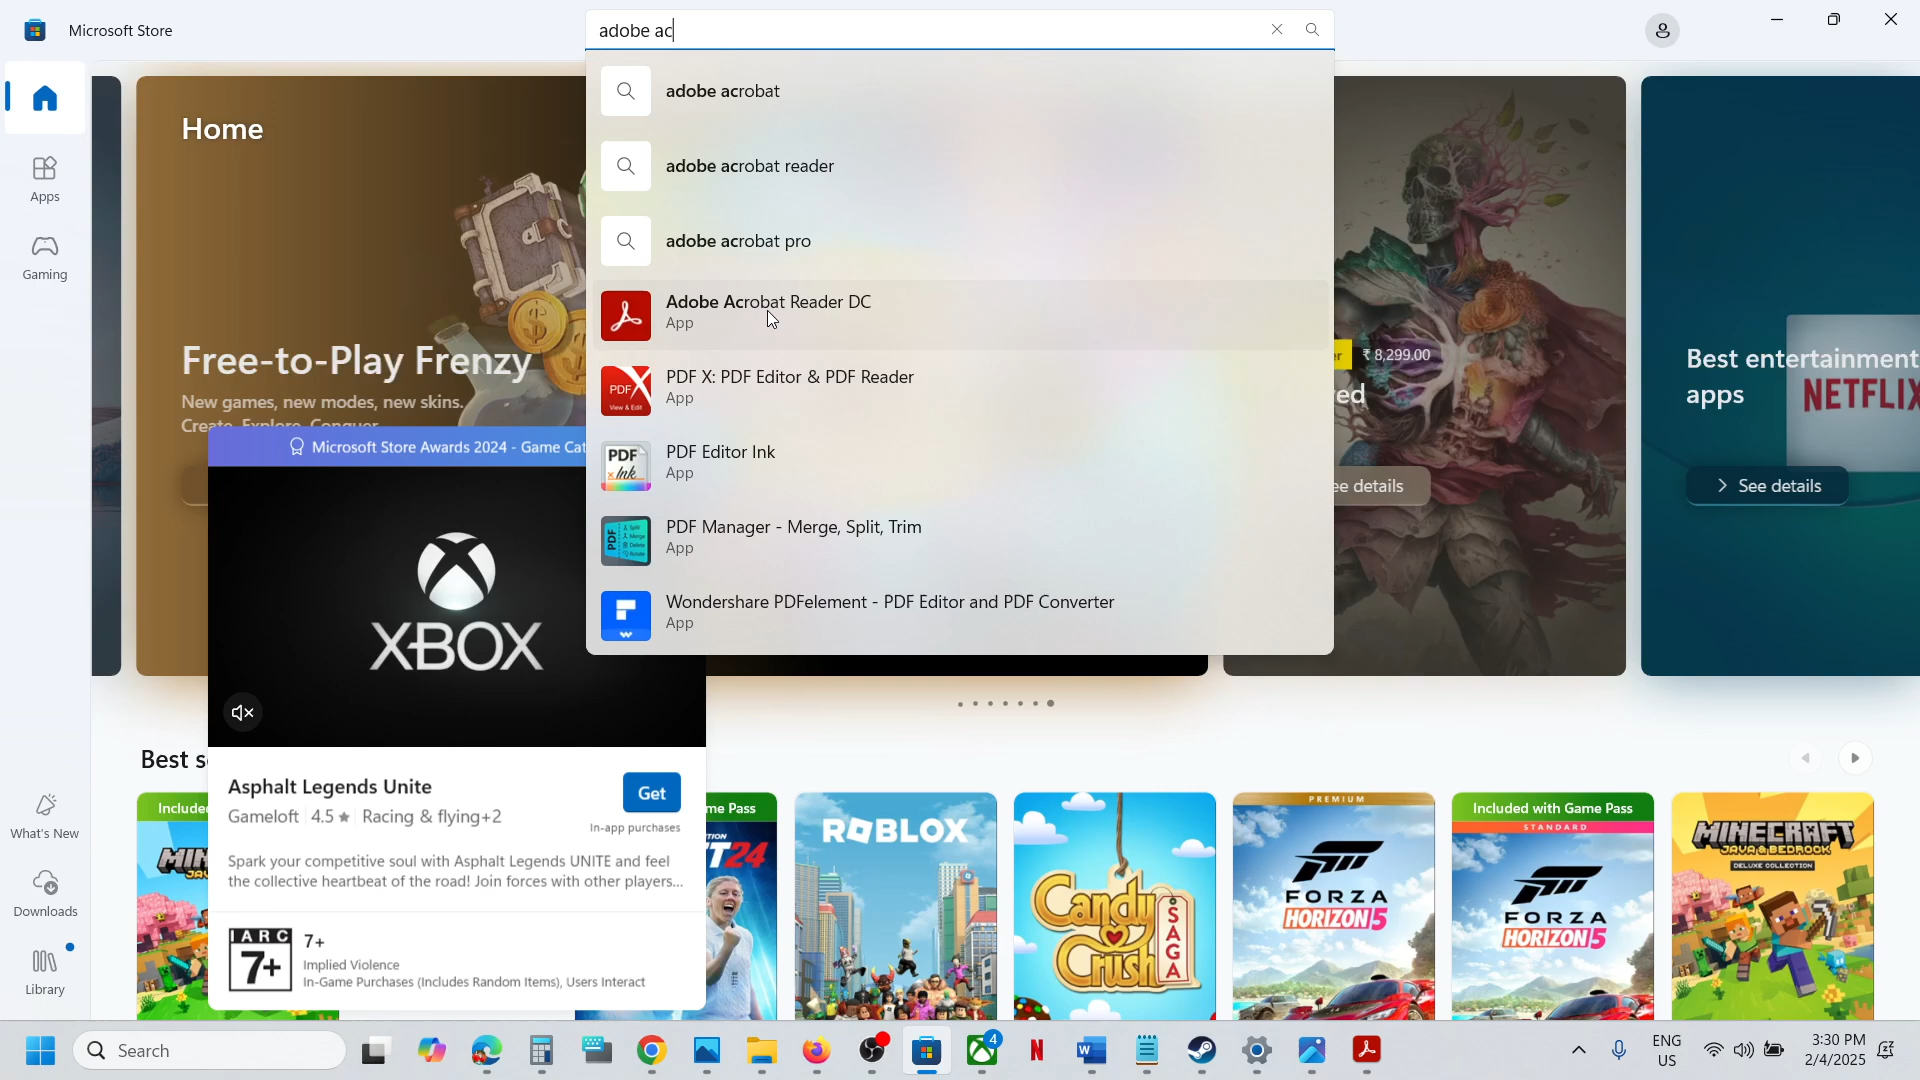 Microsoft Store
adobe ac
adobe acrobat
adobe acrobat reader
adobe acrobat pro
Adobe Acrobat Reader DC
App
PDF X: PDF Editor & PDF Reader
App
PDF Editor Ink
App
PDF Manager - Merge, Split, Trim
App
Wondershare PDFelement - PDF Editor and PDF Converter
App
Apps
Gaming
What's New
Downloads
Library
Home
Free-to-Play Frenzy
New games, new modes, new skins.
Create. Explore. Conquer.
₹ 8,299.00
See details
Best entertainment
apps
NETFLIX
Microsoft Store Awards 2024 - Game Cat
XBOX
Asphalt Legends Unite
Get
Gameloft 4.5 ★ Racing & flying+2
In-app purchases
Spark your competitive soul with Asphalt Legends UNITE and feel
the collective heartbeat of the road! Join forces with other players...
IARC
7+
7+
Implied Violence
In-Game Purchases (Includes Random Items), Users Interact
Best s
Included
me Pass
T24
ROBLOX
Candy
Crush
SAGA
PREMIUM
FORZA
HORIZON 5
Included with Game Pass
STANDARD
FORZA
HORIZON 5
MINECRAFT
JAVA & BEDROCK
DELUXE COLLECTION
Search
4
ENG
US
3:30 PM
2/4/2025